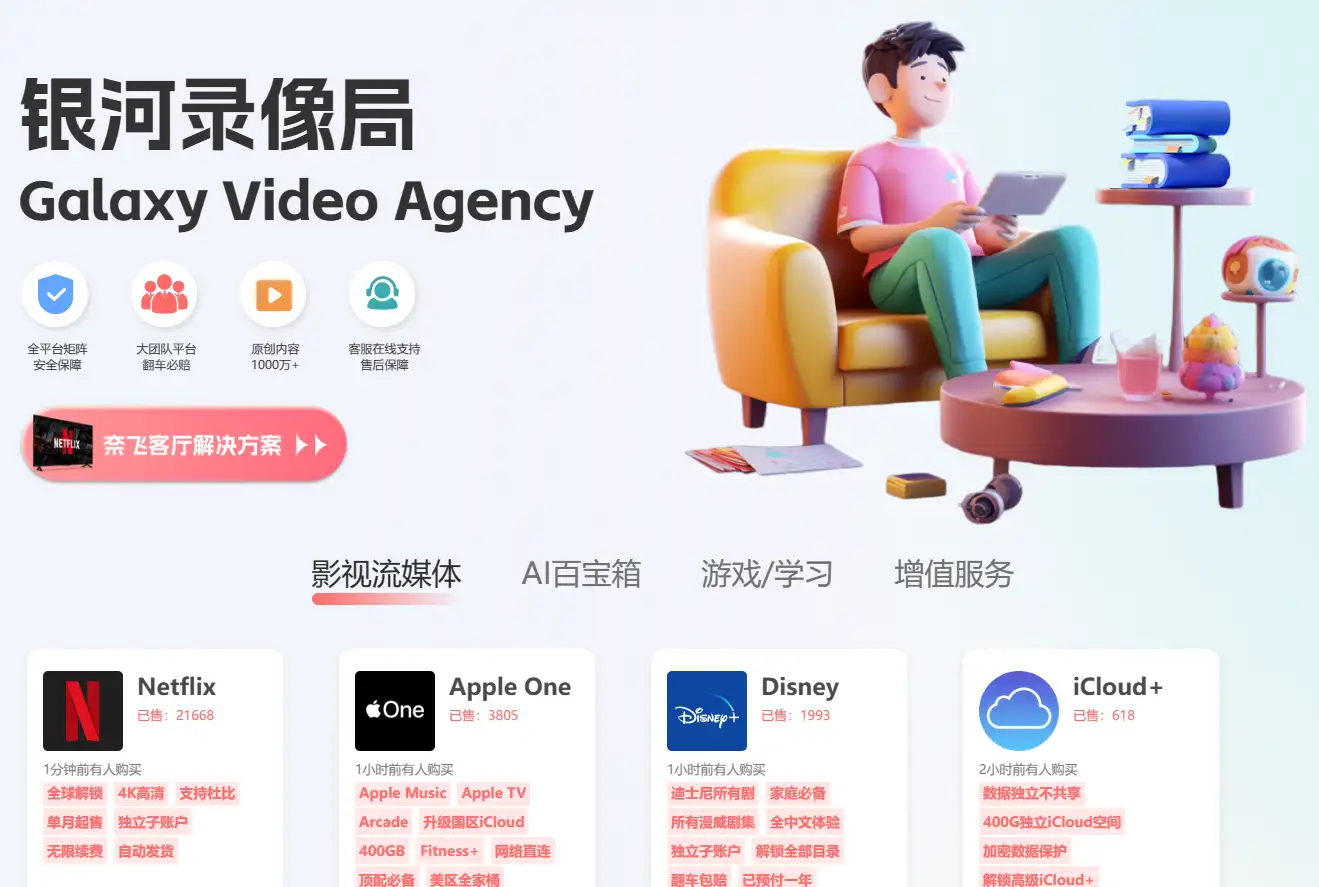 银河录像局
Galaxy Video Agency
全平台矩阵
安全保障
大团队平台
翻车必赔
原创内容
1000万+
客服在线支持
售后保障
NETFLIX
奈飞客厅解决方案
影视流媒体
AI百宝箱
游戏/学习
增值服务
Netflix
已售：21668
1分钟前有人购买
全球解锁 4K高清 支持杜比
单月起售 独立子账户
无限续费 自动发货
One
Apple One
已售：3805
1小时前有人购买
Apple Music Apple TV
Arcade 升级国区iCloud
400GB Fitness+ 网络直连
顶配必备 美区全家桶
Disney+
Disney
已售：1993
1小时前有人购买
迪士尼所有剧 家庭必备
所有漫威剧集 全中文体验
独立子账户 解锁全部目录
翻车包赔 已预付一年
iCloud+
已售：618
2小时前有人购买
数据独立不共享
400G独立iCloud空间
加密数据保护
解锁高级iCloud+